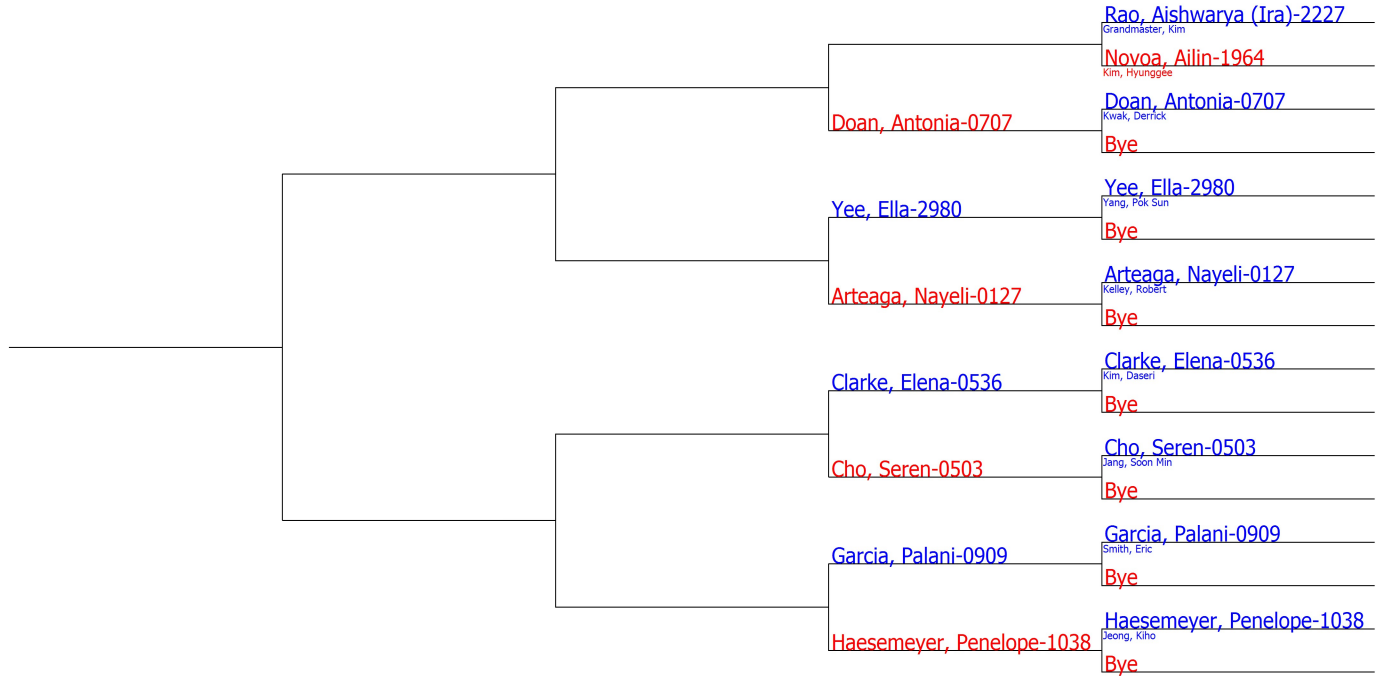 Rao, Aishwarya (Ira)-2227
Grandmaster, Kim
Novoa, Ailin-1964
Kim, Hyunggee
Doan, Antonia-0707
Kwak, Derrick
Doan, Antonia-0707
Bye
Yee, Ella-2980
Yang, Pok Sun
Yee, Ella-2980
Bye
Arteaga, Nayeli-0127
Kelley, Robert
Arteaga, Nayeli-0127
Bye
Clarke, Elena-0536
Kim, Daseri
Clarke, Elena-0536
Bye
Cho, Seren-0503
Jang, Soon Min
Cho, Seren-0503
Bye
Garcia, Palani-0909
Smith, Eric
Garcia, Palani-0909
Bye
Haesemeyer, Penelope-1038
Jeong, Kiho
Haesemeyer, Penelope-1038
Bye